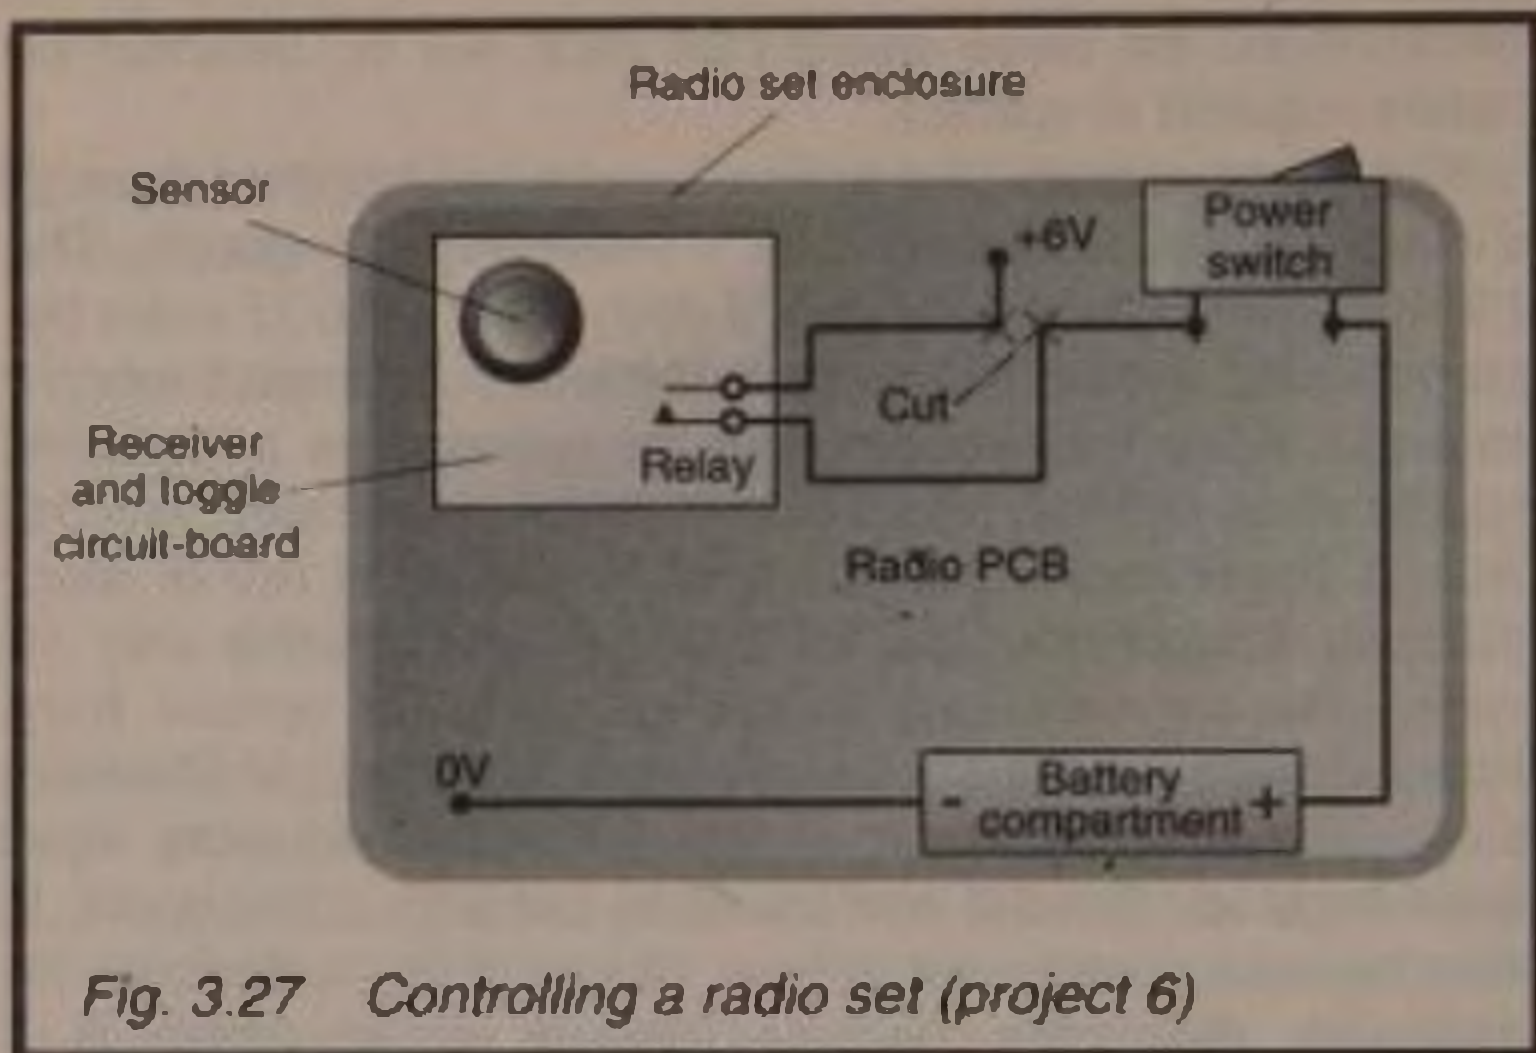 Radio set enclosure
Sensor
+6V
Power
switch
Cut
Receiver
and toggle
circuit-board
Relay
Radio PCB
0V
- Battery +
compartment
Fig. 3.27 Controlling a radio set (project 6)